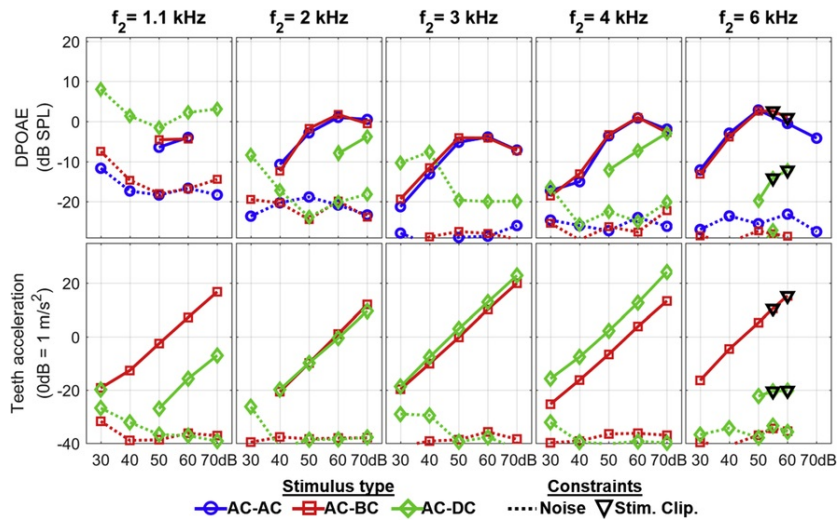 f2= 1.1 kHz f2= 2 kHz f2= 3 kHz f2= 4 kHz f2= 6 kHz
20
10
0
-10
-20
DPOAE
(dB SPL)
20
0
-20
-40
Teeth acceleration
(0dB = 1 m/s2)
30 40 50 60 70dB 30 40 50 60 70dB 30 40 50 60 70dB 30 40 50 60 70dB 30 40 50 60 70dB
Stimulus type Constraints
AC-AC AC-BC AC-DC Noise Stim. Clip.